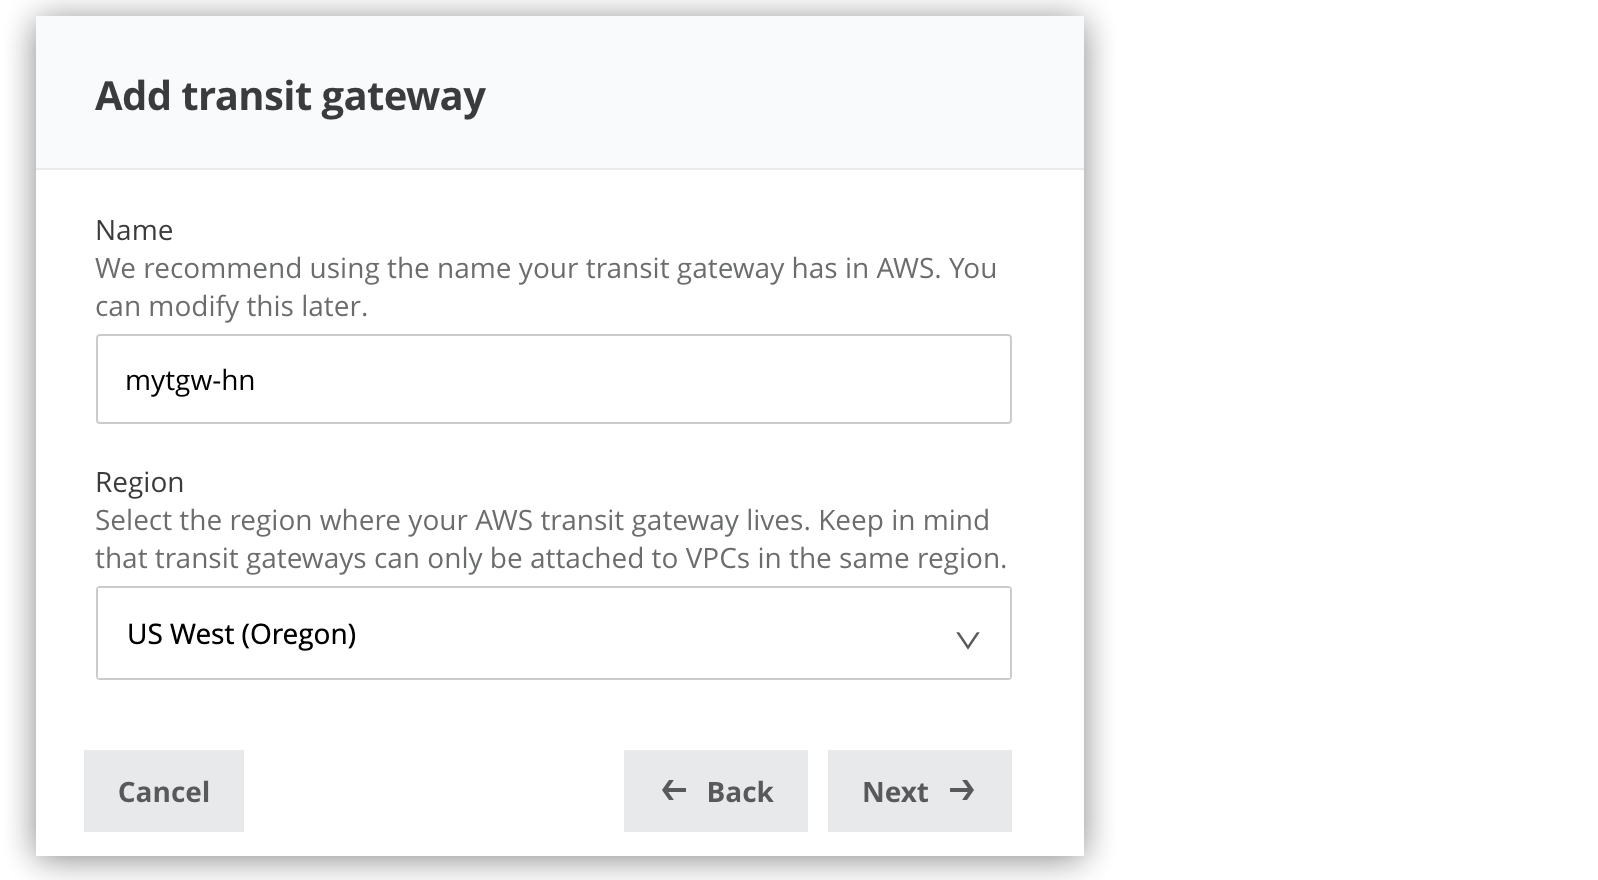 Add transit gateway
Name
We recommend using the name your transit gateway has in AWS. You
can modify this later.
mytgw-hn
Region
Select the region where your AWS transit gateway lives. Keep in mind
that transit gateways can only be attached to VPCs in the same region.
US West (Oregon)
Cancel
← Back
Next →